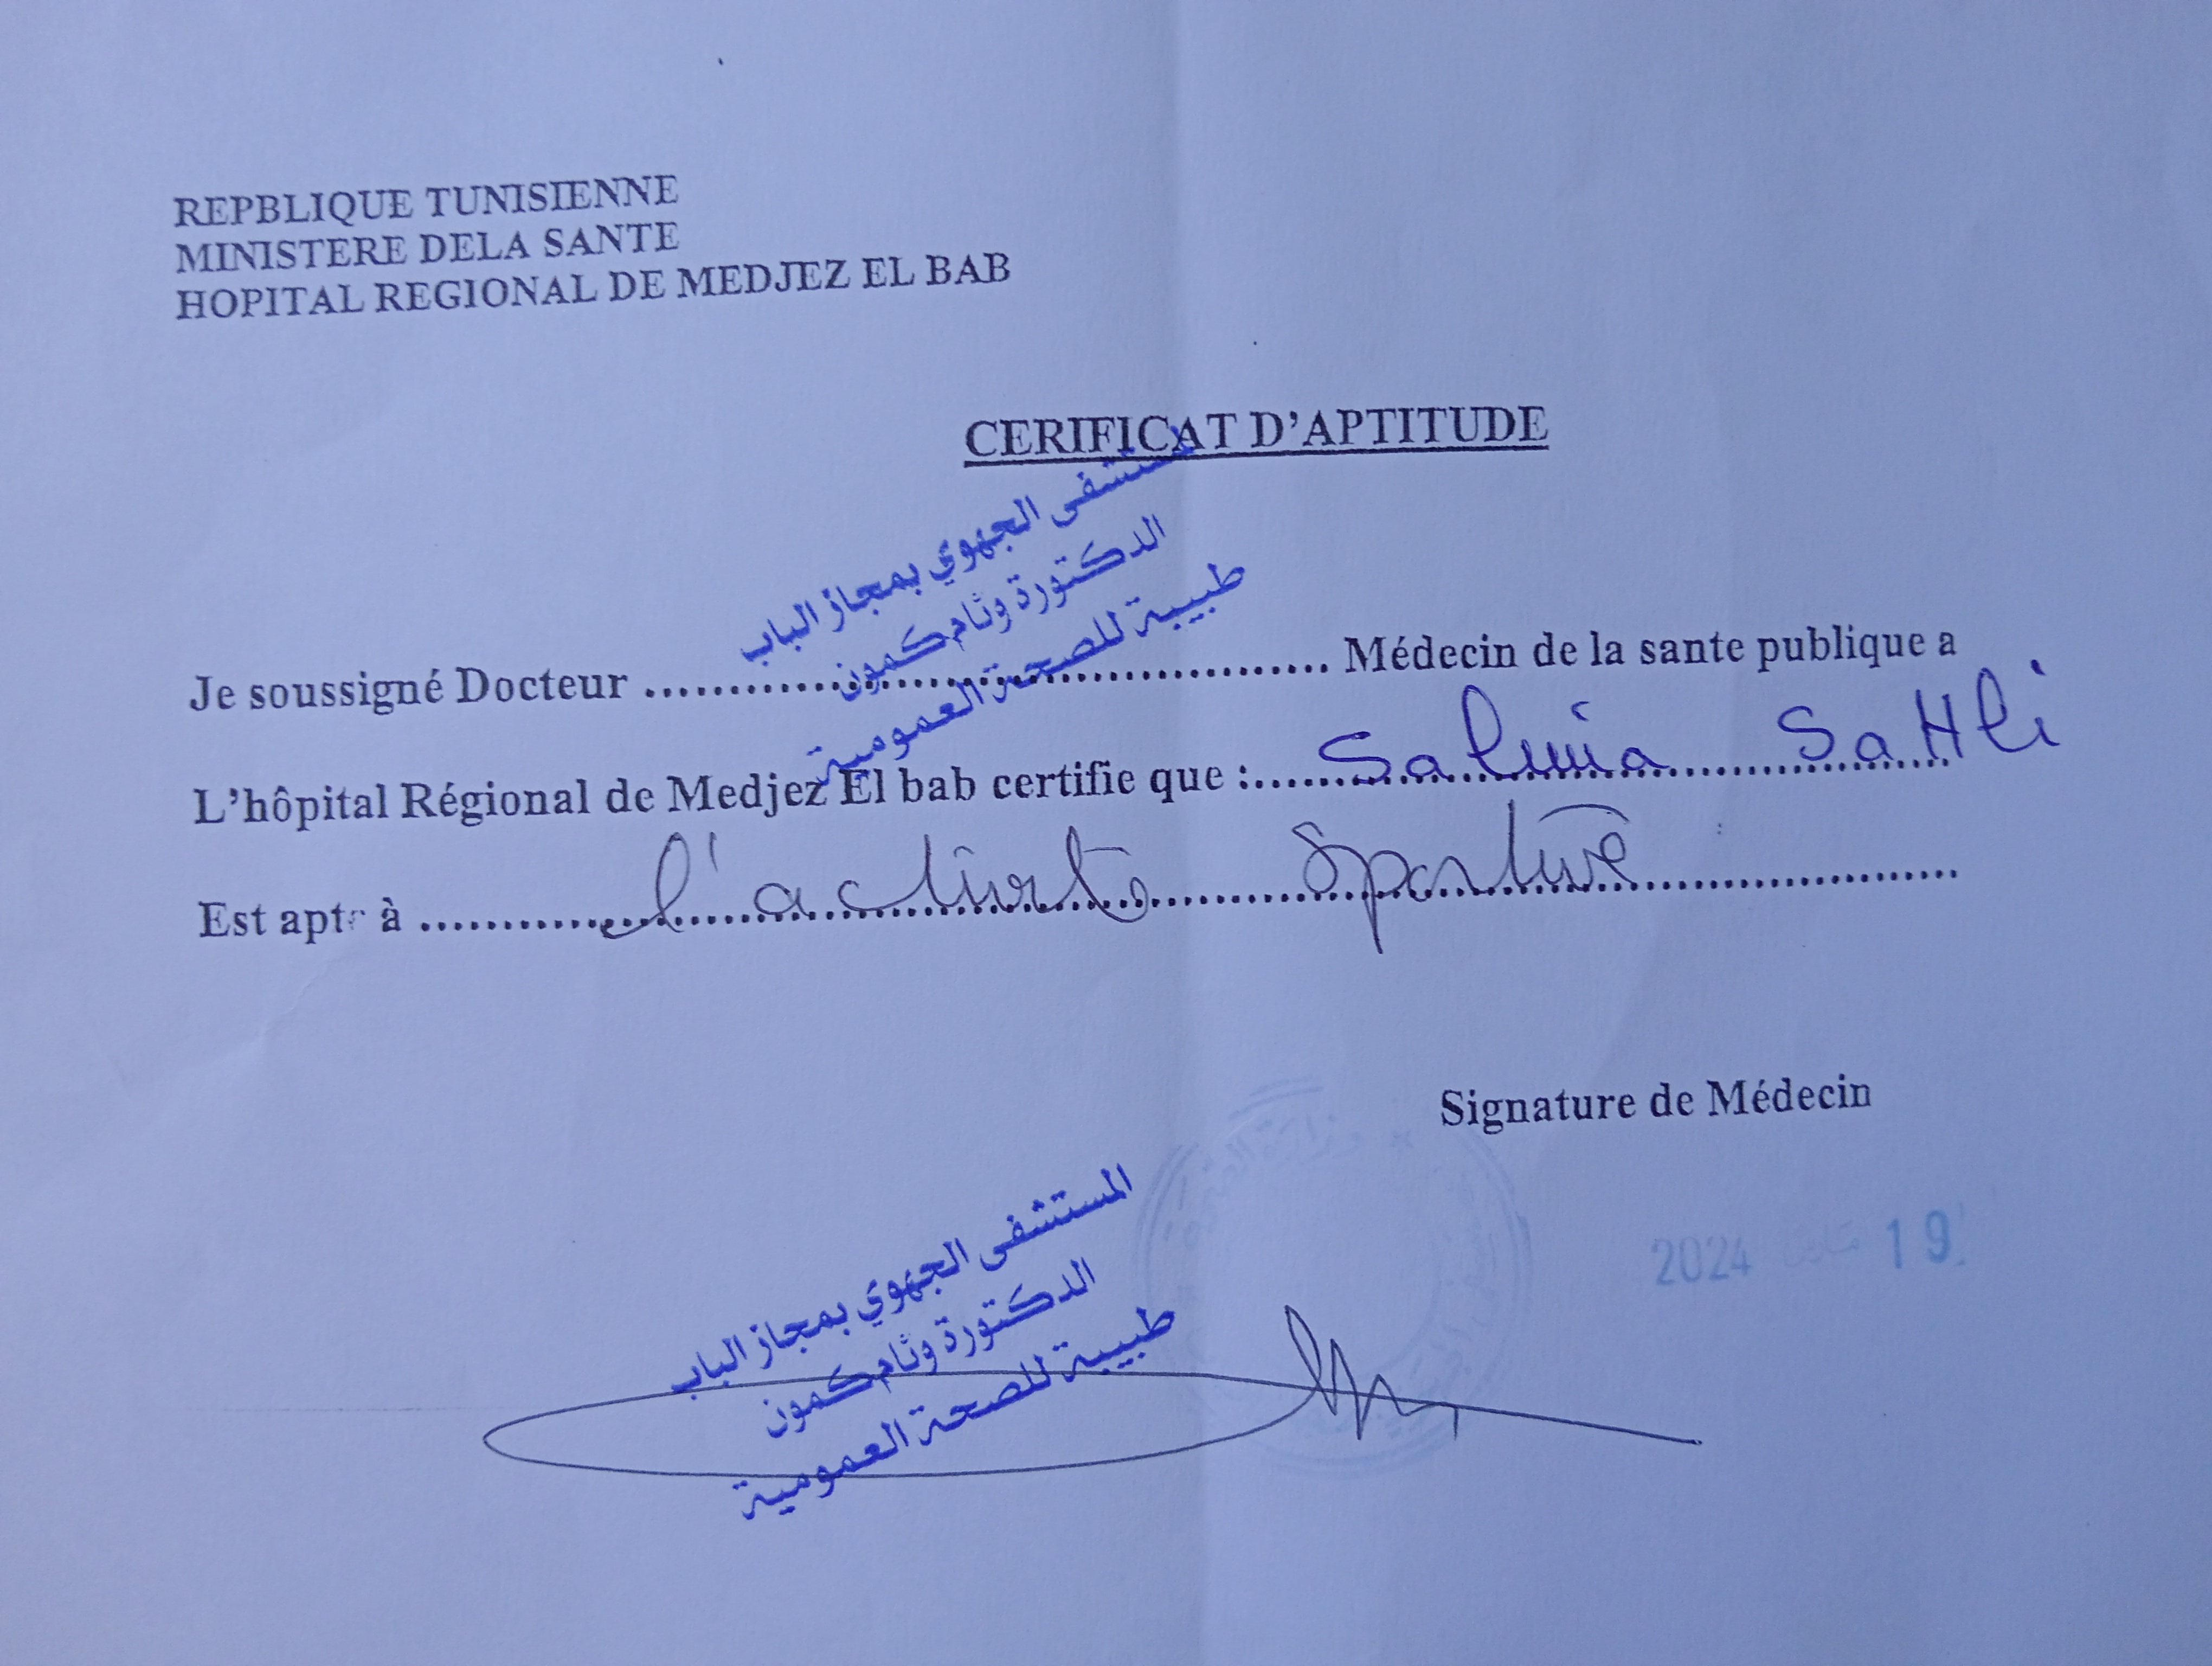 REPBLIQUE TUNISIENNE
MINISTERE DELA SANTE
HOPITAL REGIONAL DE MEDJEZ EL BAB
CERIFICAT D'APTITUDE
المستشفى الجهوي بمجاز الباب
الدكتورة وئام كمون
طبيبة للصحة العمومية
Je soussigné Docteur .......... Médecin de la sante publique a
L'hôpital Régional de Medjez El bab certifie que :..... Salmia Sattli
Est apte à .......... l'activité Sportive
Signature de Médecin
19 2024
المستشفى الجهوي بمجاز الباب
الدكتورة وئام كمون
طبيبة للصحة العمومية